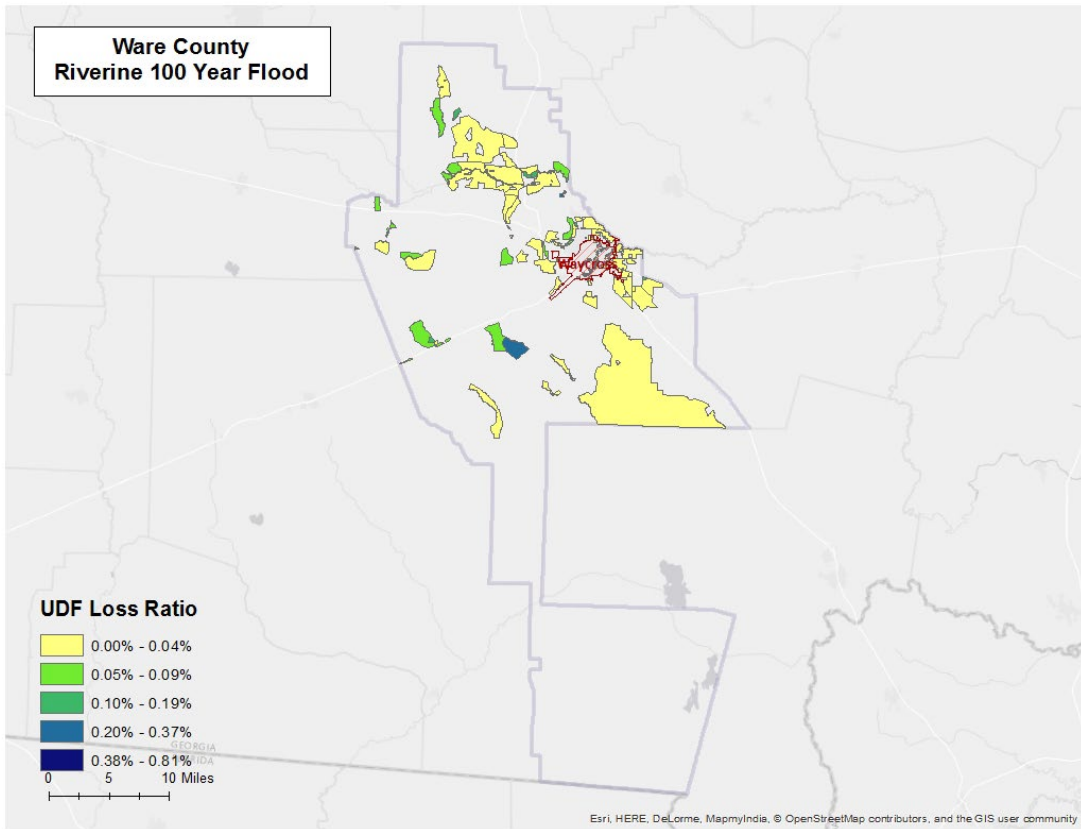 Ware County
Riverine 100 Year Flood
Waycross
UDF Loss Ratio
0.00% - 0.04%
0.05% - 0.09%
0.10% - 0.19%
0.20% - 0.37%
0.38% - 0.81%
GEORGIA
0 5 10 Miles
Esri, HERE, DeLorme, MapmyIndia, © OpenStreetMap contributors, and the GIS user community